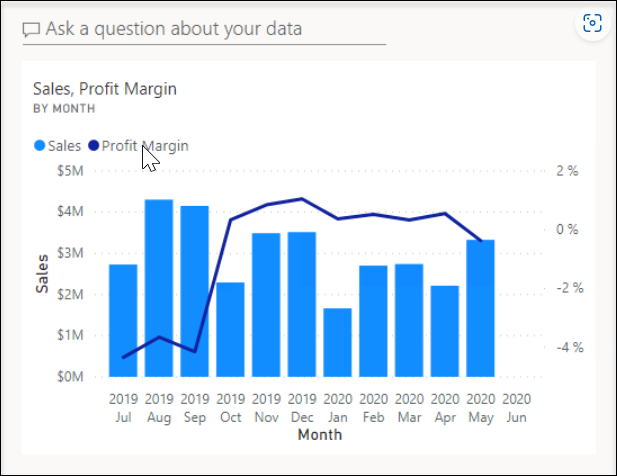 Ask a question about your data
Sales, Profit Margin
BY MONTH
Sales Profit Margin
$5M
$4M
$3M
$2M
$1M
$0M
Sales
2 %
0 %
-2 %
-4 %
2019 2019 2019 2019 2019 2019 2020 2020 2020 2020 2020 2020
Jul Aug Sep Oct Nov Dec Jan Feb Mar Apr May Jun
Month